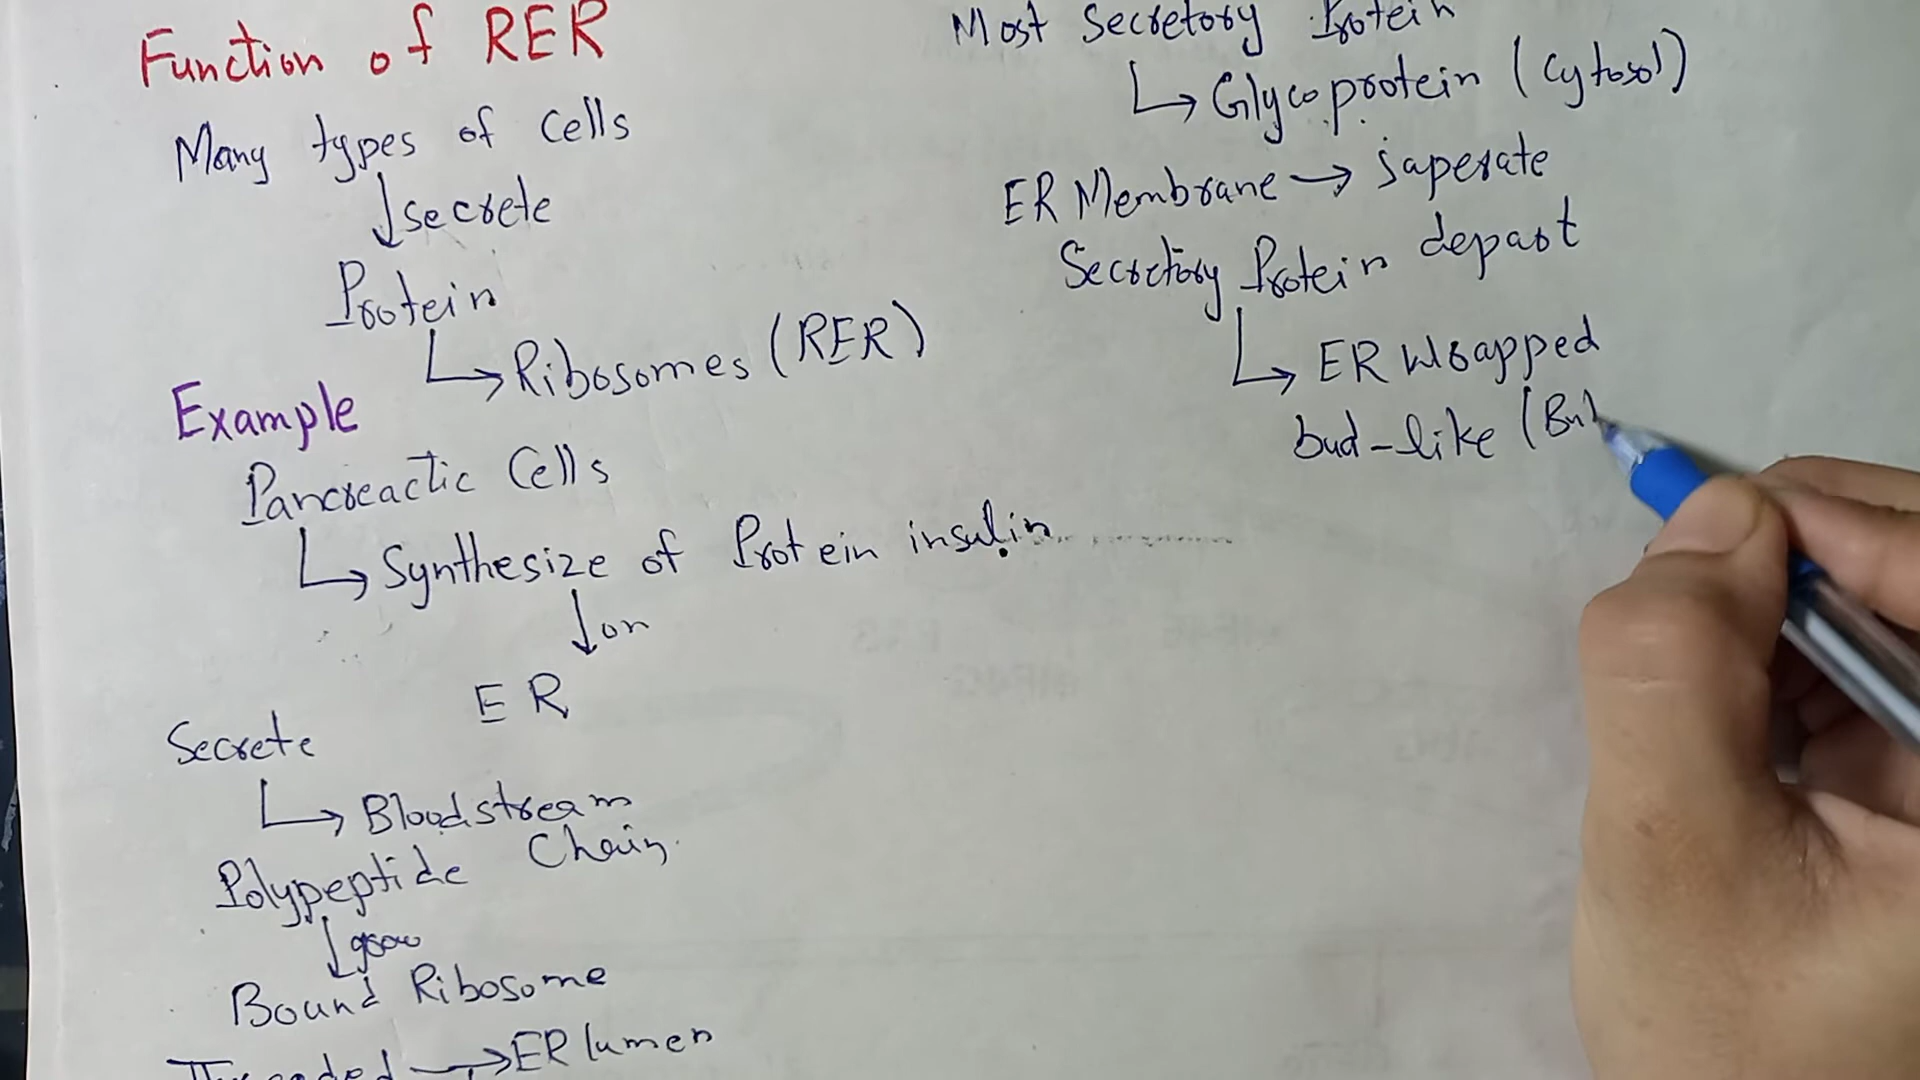 Function of RER
Many types of cells
secrete
Protein
Ribosomes (RER)
Example
Pancreactic Cells
Synthesize of Protein insulin
on
ER
Secrete
Bloodstream
Polypeptide Chain
grow
Bound Ribosome
ER lumen
Most Secretory Protein
Glycoprotein (Cytosol)
ER Membrane → saperate
Secretory Protein depart
ER wrapped
bud-like (Bu